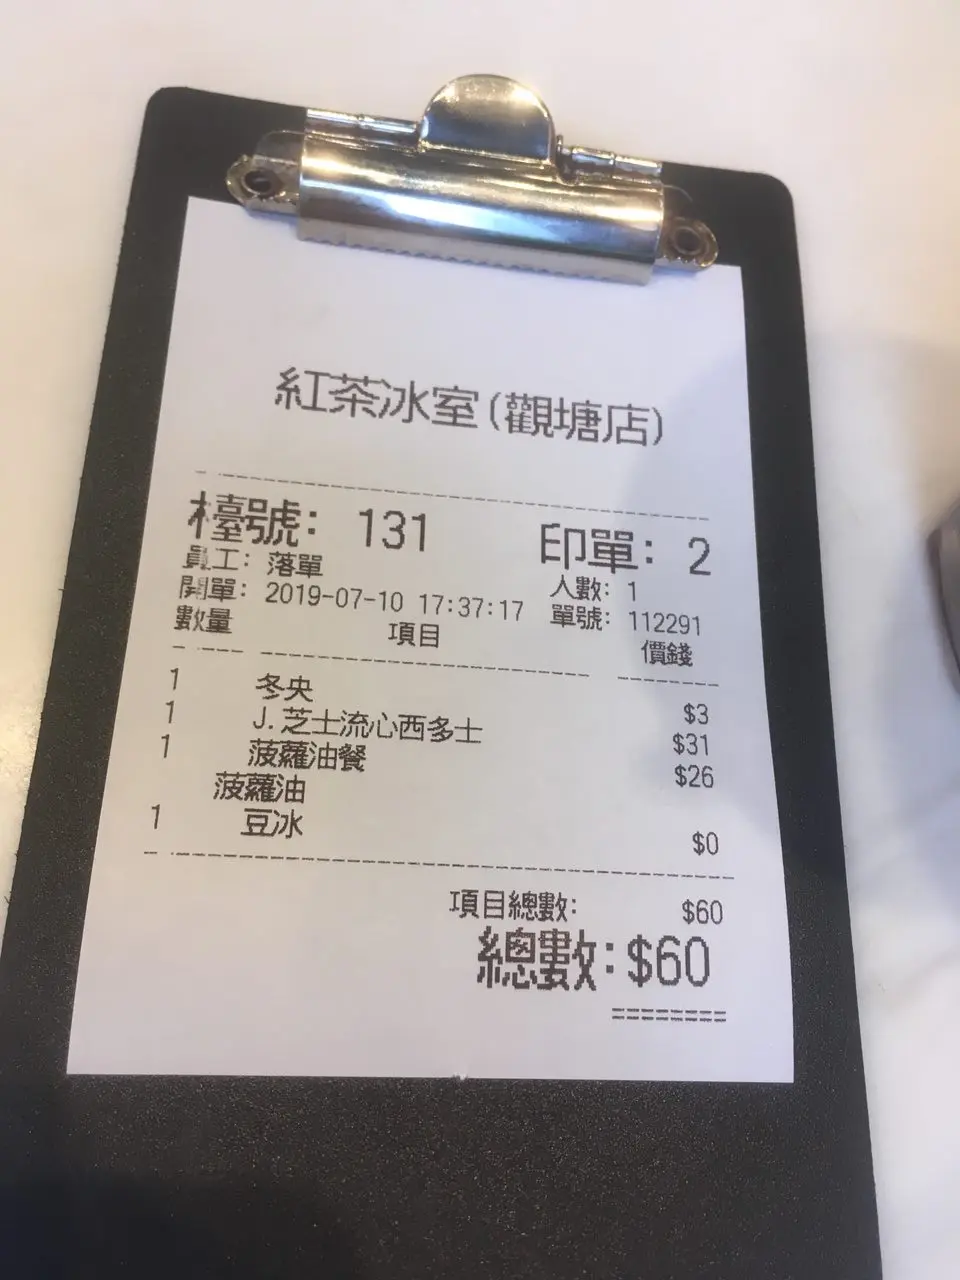 紅茶冰室(觀塘店)
檯號: 131 印單: 2
員工: 落單 人數: 1
開單: 2019-07-10 17:37:17 單號: 112291
數量 項目 價錢
1 冬央 $3
1 J.芝士流心西多士 $31
1 菠蘿油餐 $26
菠蘿油
1 豆冰 $0
項目總數: $60
總數:$60
========